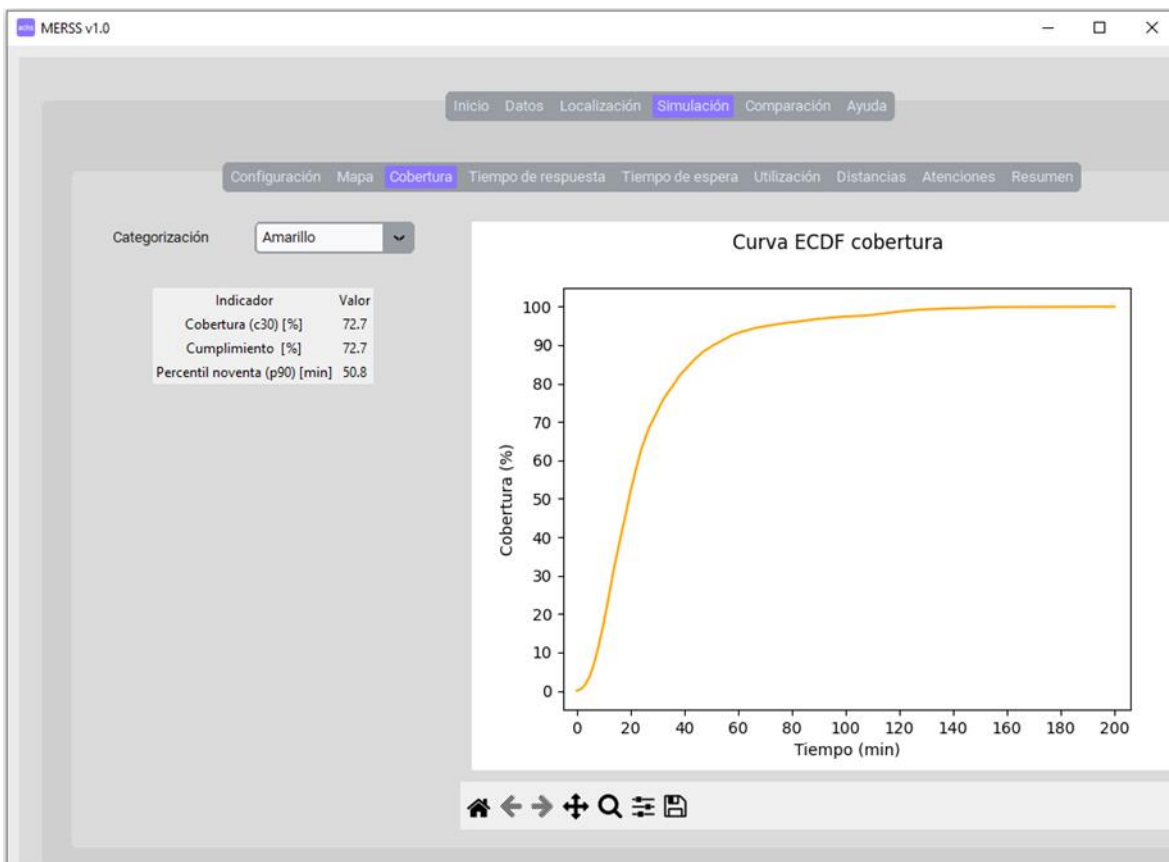 echo MERSS v1.0
Inicio Datos Localización Simulación Comparación Ayuda
Configuración Mapa Cobertura Tiempo de respuesta Tiempo de espera Utilización Distancias Atenciones Resumen
Categorización Amarillo
Indicador Valor
Cobertura (c30) [%] 72.7
Cumplimiento [%] 72.7
Percentil noventa (p90) [min] 50.8
Curva ECDF cobertura
100
90
80
70
60
50
40
30
20
10
0
Cobertura (%)
0 20 40 60 80 100 120 140 160 180 200
Tiempo (min)